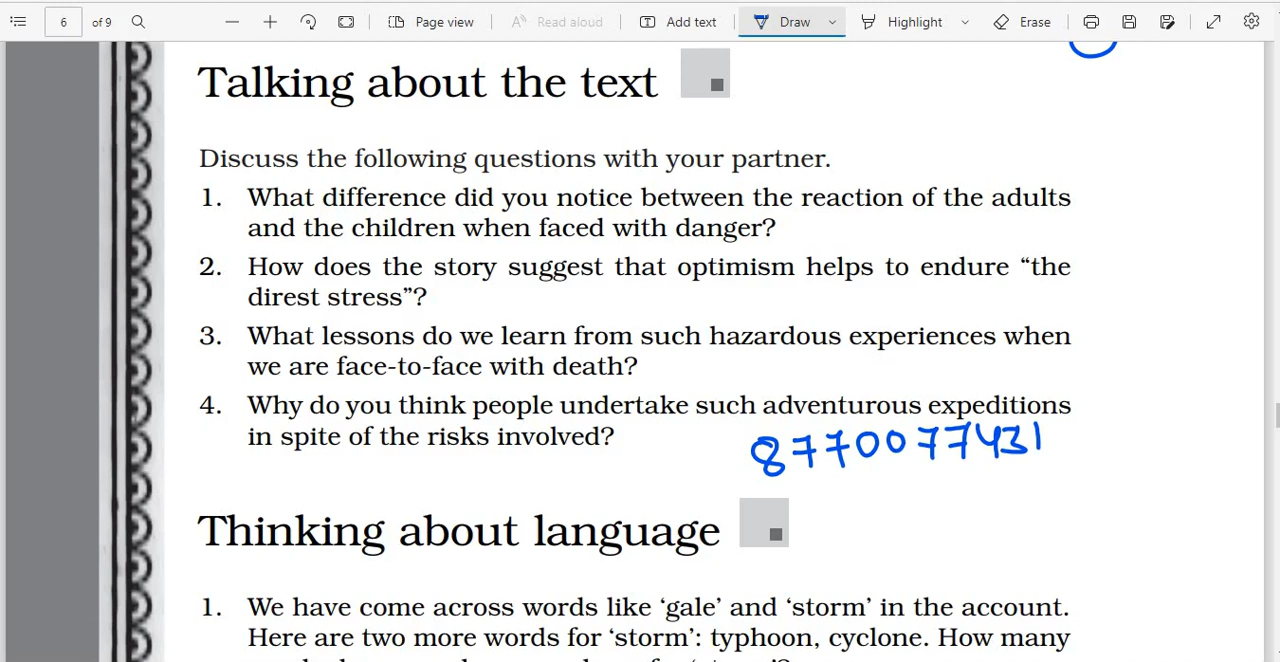 6 of 9 Page view Read aloud Add text Draw Highlight Erase
Talking about the text
Discuss the following questions with your partner.
1. What difference did you notice between the reaction of the adults
and the children when faced with danger?
2. How does the story suggest that optimism helps to endure “the
direst stress”?
3. What lessons do we learn from such hazardous experiences when
we are face-to-face with death?
4. Why do you think people undertake such adventurous expeditions
in spite of the risks involved?
8770077431
Thinking about language
1. We have come across words like ‘gale’ and ‘storm’ in the account.
Here are two more words for ‘storm’: typhoon, cyclone. How many